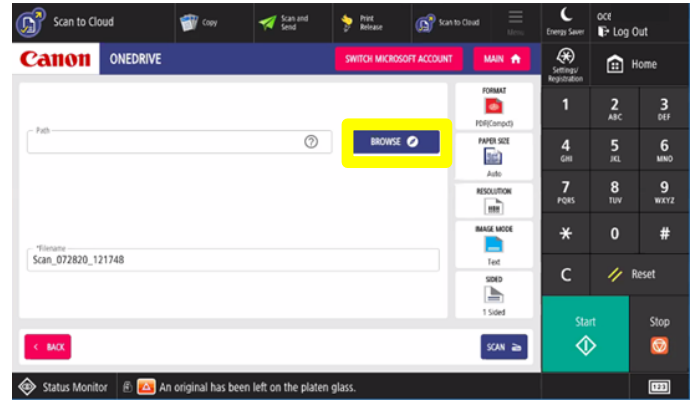 Scan to Cloud
Copy
Scan and
Send
Print
Release
Scan to Cloud
Menu
Energy Saver
oce
Log Out
Canon
ONEDRIVE
SWITCH MICROSOFT ACCOUNT
MAIN
Settings/
Registration
Home
Path
?
BROWSE
FORMAT
PDF(Compct)
PAPER SIZE
Auto
RESOLUTION
IMAGE MODE
Text
SIDED
1 Sided
*Filename
Scan_072820_121748
< BACK
SCAN
1
2
ABC
3
DEF
4
GHI
5
JKL
6
MNO
7
PQRS
8
TUV
9
WXYZ
*
0
#
C
Reset
Start
Stop
Status Monitor
An original has been left on the platen glass.
123